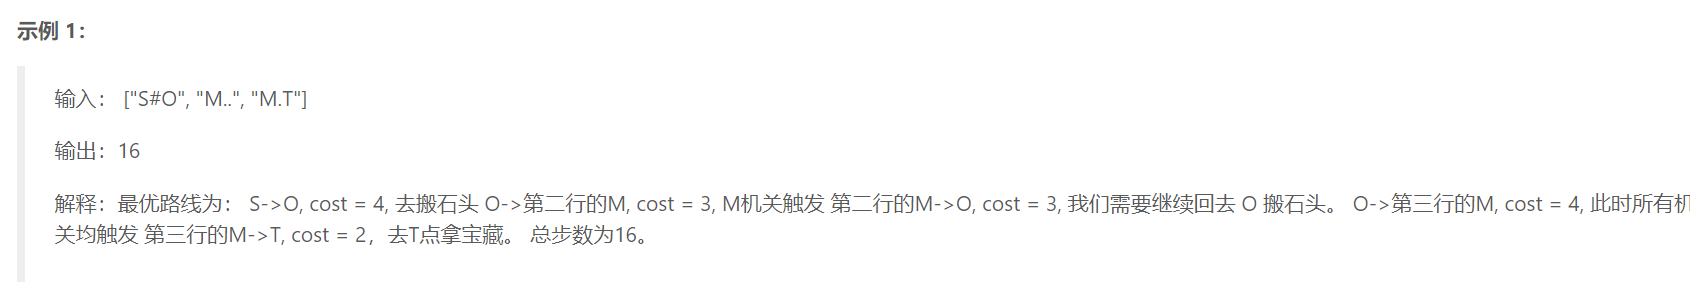 示例 1：
输入： ["S#O", "M..", "M.T"]
输出：16
解释：最优路线为： S->O, cost = 4, 去搬石头 O->第二行的M, cost = 3, M机关触发 第二行的M->O, cost = 3, 我们需要继续回去 O 搬石头。 O->第三行的M, cost = 4, 此时所有机
关均触发 第三行的M->T, cost = 2，去T点拿宝藏。 总步数为16。